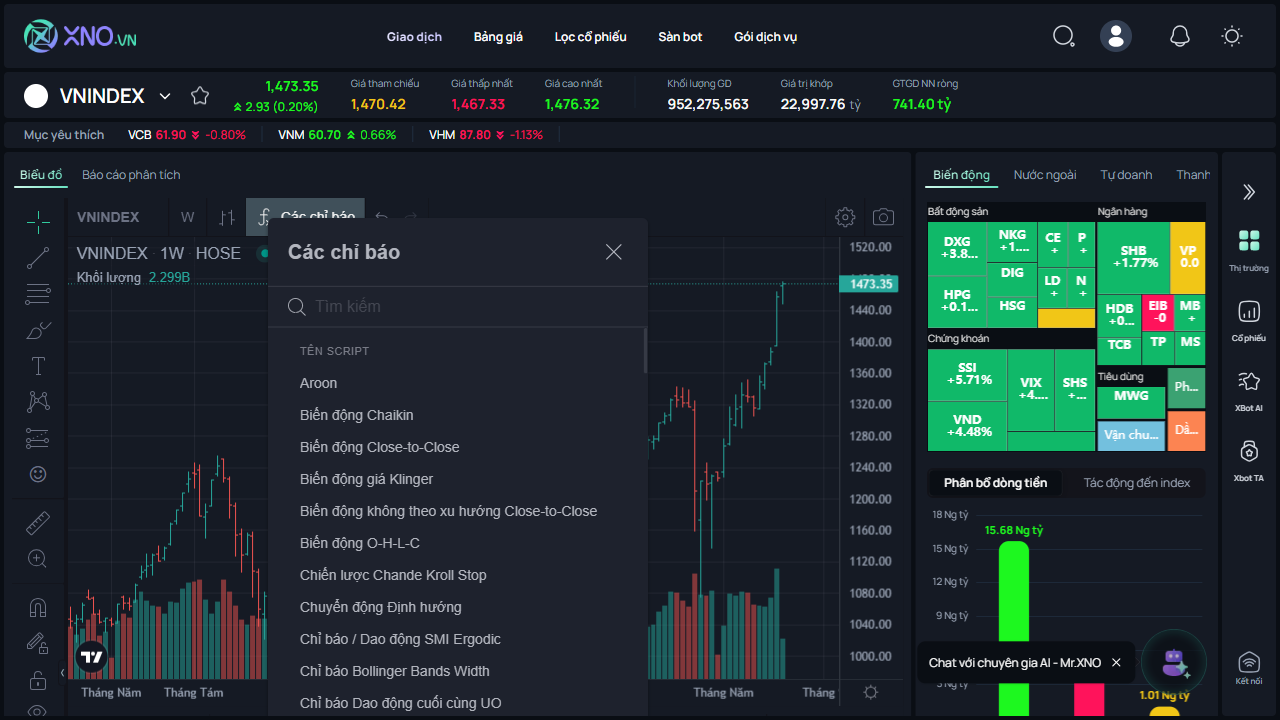 XNO.VN
Giao dịch
Bảng giá
Lọc cổ phiếu
Sàn bot
Gói dịch vụ
VNINDEX
1,473.35
2.93 (0.20%)
Giá tham chiếu
1,470.42
Giá thấp nhất
1,467.33
Giá cao nhất
1,476.32
Khối lượng GD
952,275,563
Giá trị khớp
22,997.76 tỷ
GTGD NN ròng
741.40 tỷ
Mục yêu thích
VCB 61.90 -0.80%
VNM 60.70 0.66%
VHM 87.80 -1.13%
Biểu đồ
Báo cáo phân tích
VNINDEX
W
Các chỉ báo
VNINDEX · 1W · HOSE
Khối lượng 2.299B
Các chỉ báo
Tìm kiếm
TÊN SCRIPT
Aroon
Biến động Chaikin
Biến động Close-to-Close
Biến động giá Klinger
Biến động không theo xu hướng Close-to-Close
Biến động O-H-L-C
Chiến lược Chande Kroll Stop
Chuyển động Định hướng
Chỉ báo / Dao động SMI Ergodic
Chỉ báo Bollinger Bands Width
Chỉ báo Dao động cuối cùng UO
1520.00
1473.35
1440.00
1400.00
1360.00
1320.00
1280.00
1240.00
1200.00
1160.00
1120.00
1080.00
1040.00
1000.00
Tháng Năm
Tháng Tám
Tháng Năm
Tháng
Biến động
Nước ngoài
Tự doanh
Thanh
Bất động sản
DXG
+3.8...
NKG
+1....
CE
+
P
+
HPG
+0.1...
DIG
HSG
LD
+
N
+
Ngân hàng
SHB
+1.77%
VP
0.0
HDB
+0...
EIB
-0
MB
+
TCB
TP
MS
Chứng khoán
SSI
+5.71%
VND
+4.48%
VIX
+4....
SHS
+...
Tiêu dùng
MWG
Ph...
Vận chu...
Dầ...
Phân bổ dòng tiền
Tác động đến index
18 Ng tỷ
15.68 Ng tỷ
15 Ng tỷ
12 Ng tỷ
9 Ng tỷ
Chat với chuyên gia AI - Mr.XNO
1.01 Ng tỷ
Thị trường
Cổ phiếu
XBot AI
Xbot TA
Kết nối